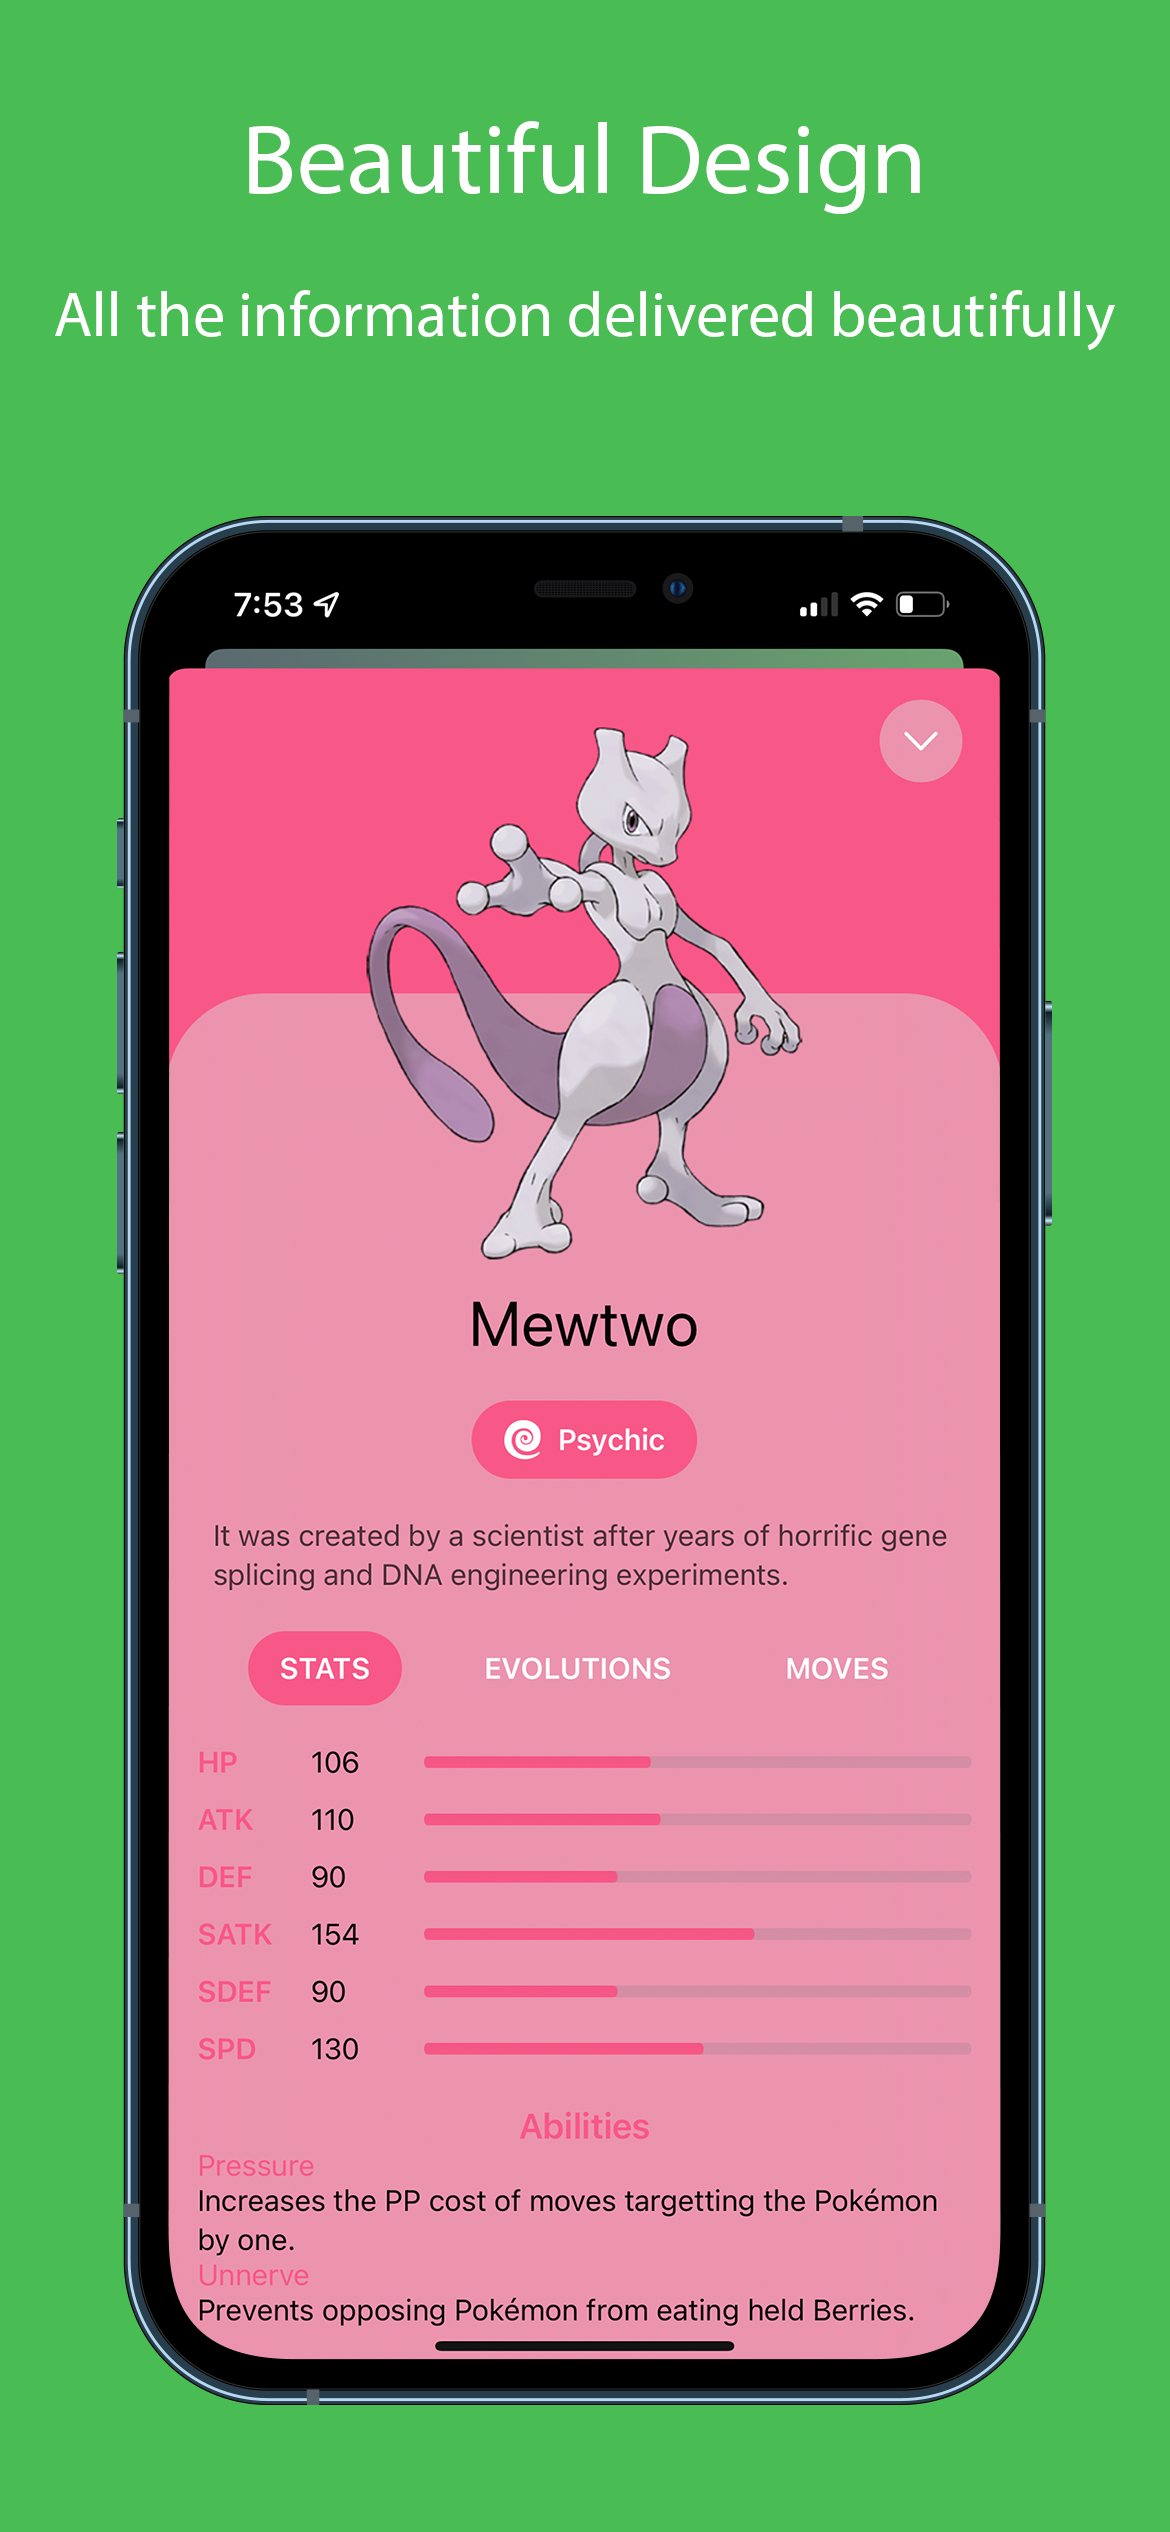 Beautiful Design
All the information delivered beautifully
7:53
Mewtwo
Psychic
It was created by a scientist after years of horrific gene
splicing and DNA engineering experiments.
STATS EVOLUTIONS MOVES
HP 106
ATK 110
DEF 90
SATK 154
SDEF 90
SPD 130
Abilities
Pressure
Increases the PP cost of moves targetting the Pokémon
by one.
Unnerve
Prevents opposing Pokémon from eating held Berries.